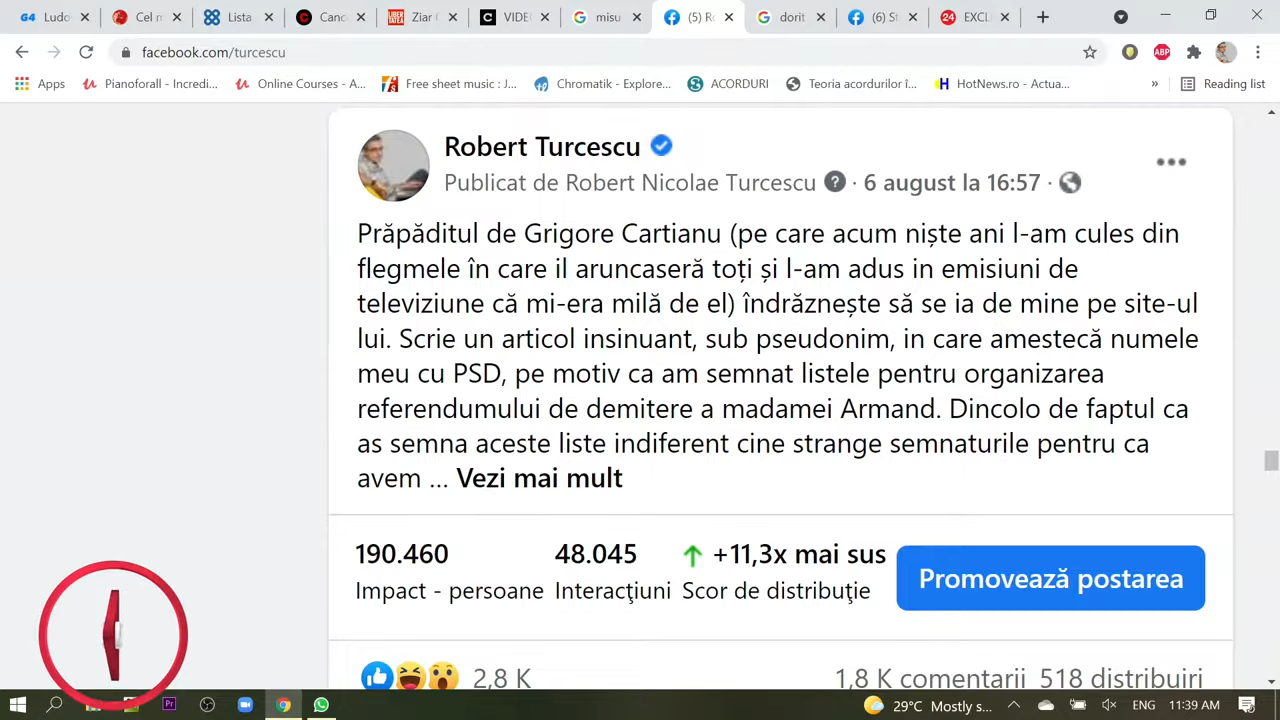 Ludo
Cel m
Lista
Canc
Ziar (
VIDEO
misu
(5) Ro
dorit
(6) St
EXCL
facebook.com/turcescu
Apps
Pianoforall - Incredi...
Online Courses - A...
Free sheet music : J...
Chromatik - Explore...
ACORDURI
Teoria acordurilor î...
HotNews.ro - Actua...
»
Reading list
Robert Turcescu
Publicat de Robert Nicolae Turcescu · 6 august la 16:57 ·
Prăpăditul de Grigore Cartianu (pe care acum niște ani l-am cules din
flegmele în care il aruncaseră toți și l-am adus in emisiuni de
televiziune că mi-era milă de el) îndrăznește să se ia de mine pe site-ul
lui. Scrie un articol insinuant, sub pseudonim, in care amestecă numele
meu cu PSD, pe motiv ca am semnat listele pentru organizarea
referendumului de demitere a madamei Armand. Dincolo de faptul ca
as semna aceste liste indiferent cine strange semnaturile pentru ca
avem ... Vezi mai mult
190.460
Impact - persoane
48.045
Interacţiuni
+11,3x mai sus
Scor de distribuţie
Promovează postarea
2,8 K
1,8 K comentarii 518 distribuiri
29°C Mostly s...
ENG
11:39 AM